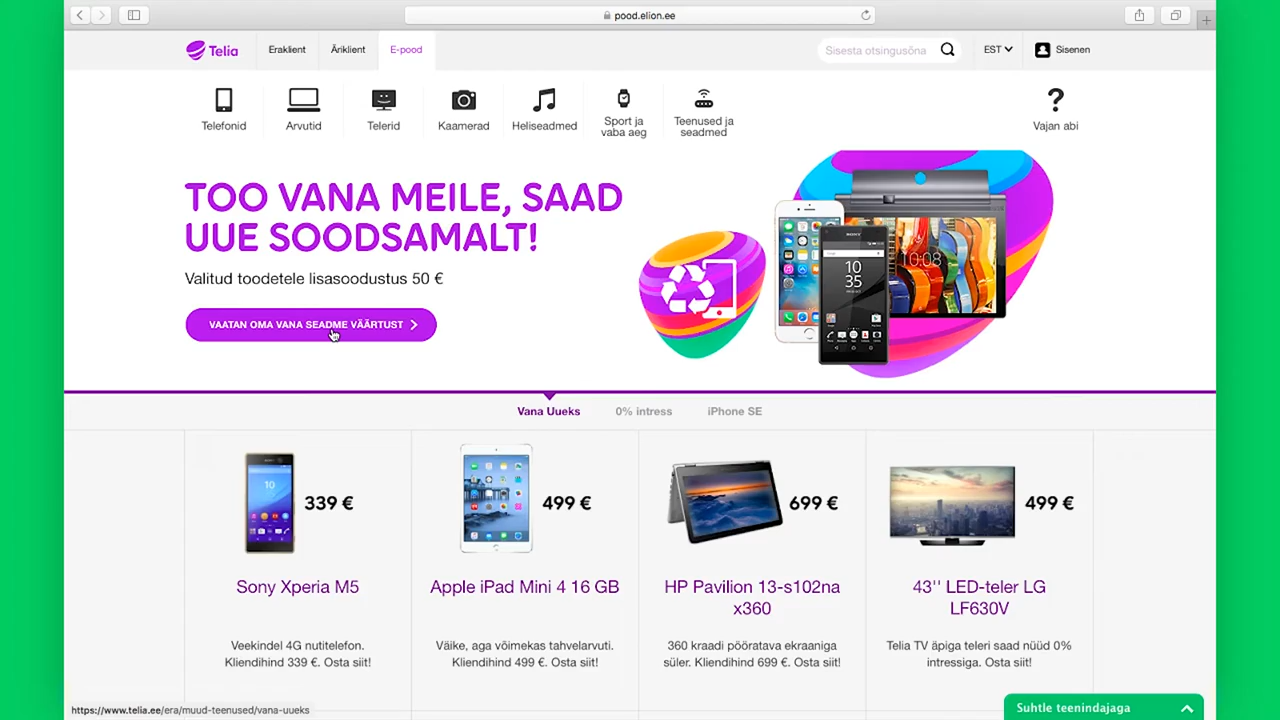 pood.elion.ee
Telia
Eraklient
Äriklient
E-pood
Sisesta otsingusõna
EST
Sisenen
Telefonid
Arvutid
Telerid
Kaamerad
Heliseadmed
Sport ja
vaba aeg
Teenused ja
seadmed
Vajan abi
TOO VANA MEILE, SAAD
UUE SOODSAMALT!
Valitud toodetele lisasoodustus 50 €
VAATAN OMA VANA SEADME VÄÄRTUST
10:08
SONY
10
35
Vana Uueks
0% intress
iPhone SE
339 €
499 €
699 €
499 €
Sony Xperia M5
Apple iPad Mini 4 16 GB
HP Pavilion 13-s102na
x360
43'' LED-teler LG
LF630V
Veekindel 4G nutitelefon.
Kliendihind 339 €. Osta siit!
Väike, aga võimekas tahvelarvuti.
Kliendihind 499 €. Osta siit!
360 kraadi pööratava ekraaniga
süler. Kliendihind 699 €. Osta siit!
Telia TV äpiga teleri saad nüüd 0%
intressiga. Osta siit!
https://www.telia.ee/era/muud-teenused/vana-uueks
Suhtle teenindajaga